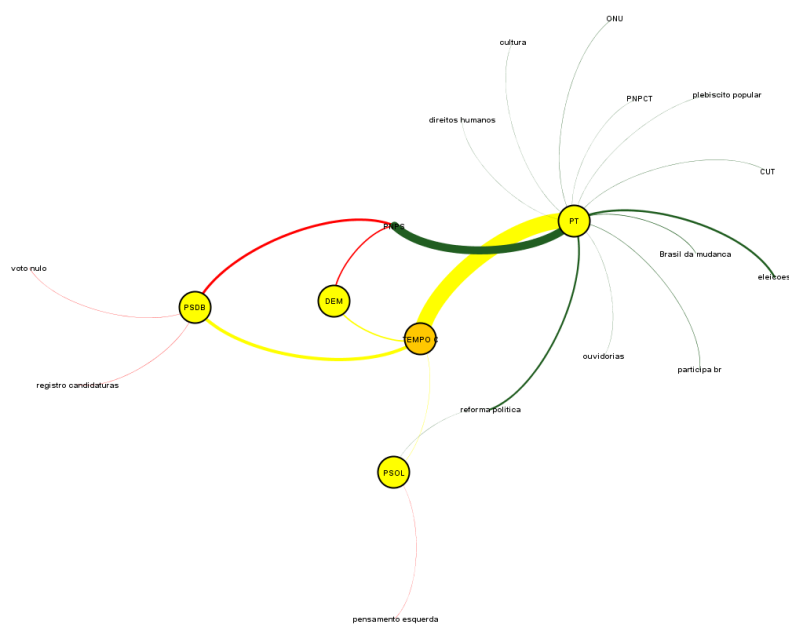 ONU
cultura
PNPCT
plebiscito popular
direitos humanos
CUT
PT
PNPS
Brasil da mudanca
voto nulo
eleicoes
DEM
PSDB
TEMPO C
ouvidorias
participa br
registro candidaturas
reforma politica
PSOL
pensamento esquerda